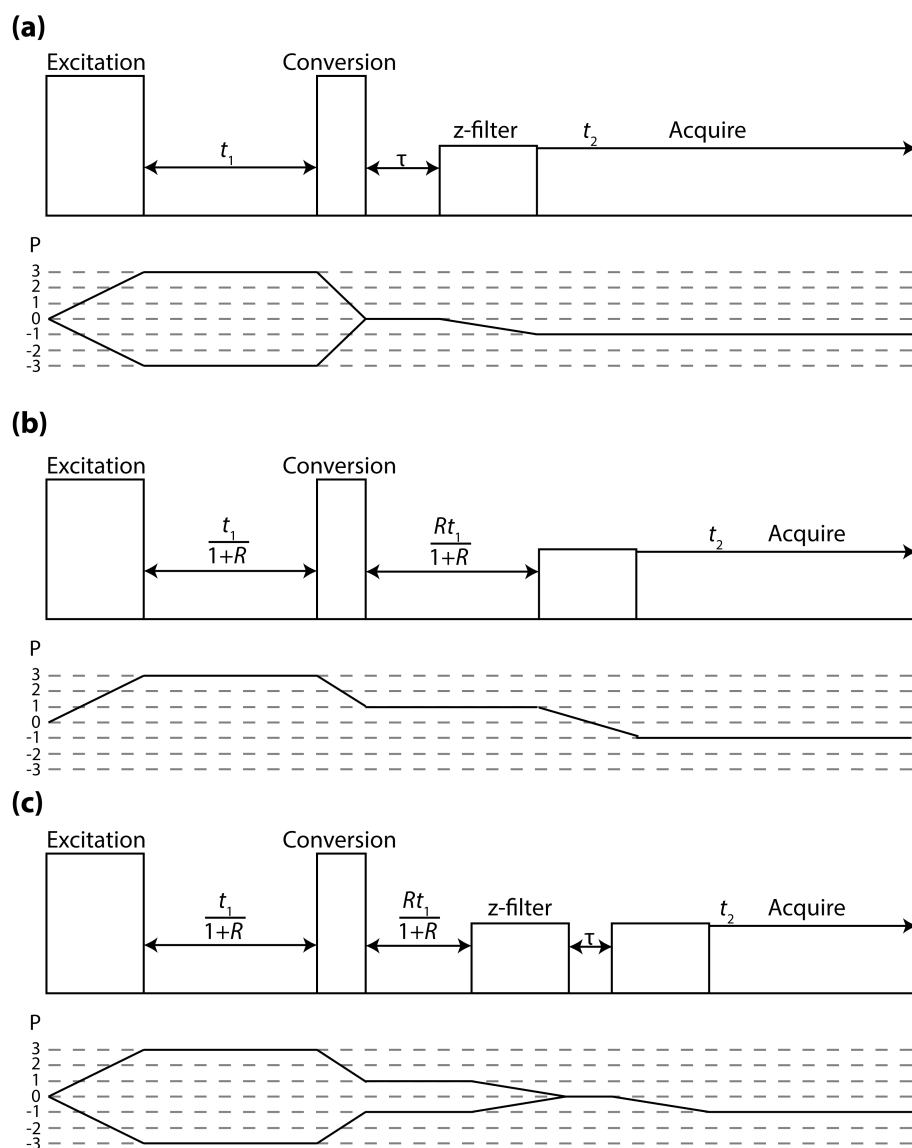 (a)
Excitation Conversion
z-filter t₂ Acquire
t₁ τ
P
3
2
1
0
-1
-2
-3
(b)
Excitation Conversion
t₁/1+R Rt₁/1+R t₂ Acquire
P
3
2
1
0
-1
-2
-3
(c)
Excitation Conversion
t₁/1+R Rt₁/1+R z-filter t₂ Acquire
τ
P
3
2
1
0
-1
-2
-3